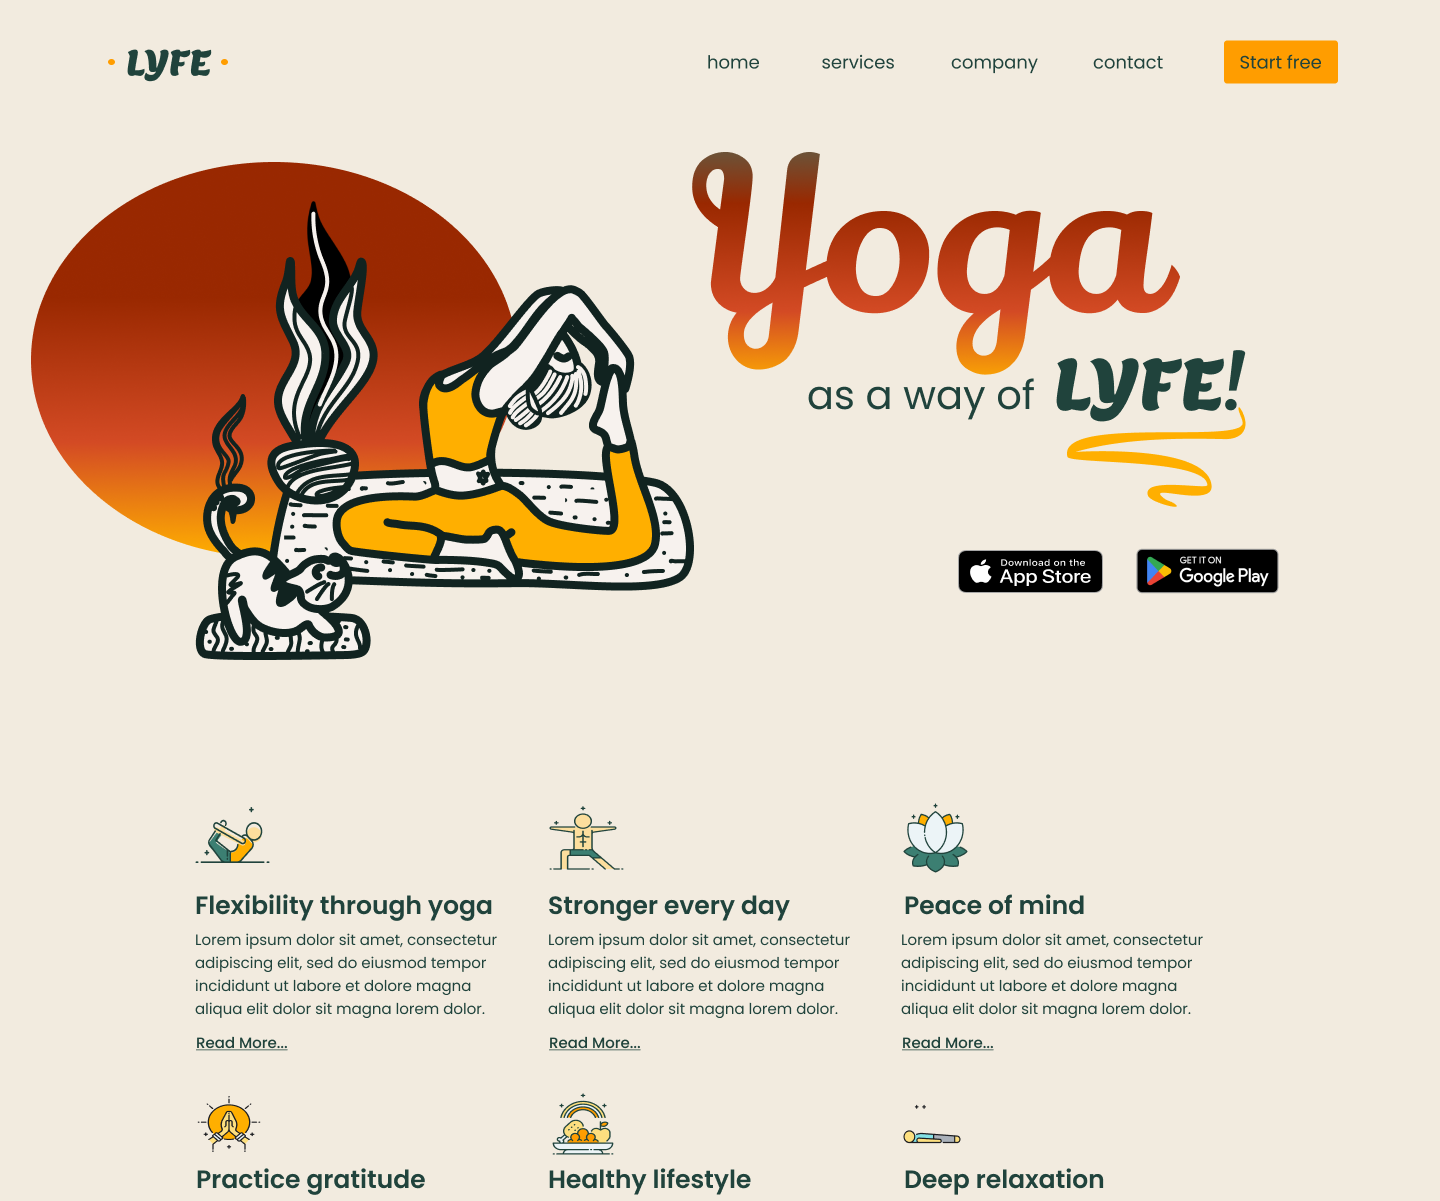 LYFE
home services company contact Start free
Yoga
as a way of LYFE!
Download on the
App Store
GET IT ON
Google Play
Flexibility through yoga
Lorem ipsum dolor sit amet, consectetur
adipiscing elit, sed do eiusmod tempor
incididunt ut labore et dolore magna
aliqua elit dolor sit magna lorem dolor.
Read More...
Stronger every day
Lorem ipsum dolor sit amet, consectetur
adipiscing elit, sed do eiusmod tempor
incididunt ut labore et dolore magna
aliqua elit dolor sit magna lorem dolor.
Read More...
Peace of mind
Lorem ipsum dolor sit amet, consectetur
adipiscing elit, sed do eiusmod tempor
incididunt ut labore et dolore magna
aliqua elit dolor sit magna lorem dolor.
Read More...
Practice gratitude
Healthy lifestyle
Deep relaxation